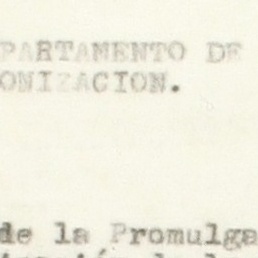 PARTAMENTO DE
ONIZACION.
de la Promulga